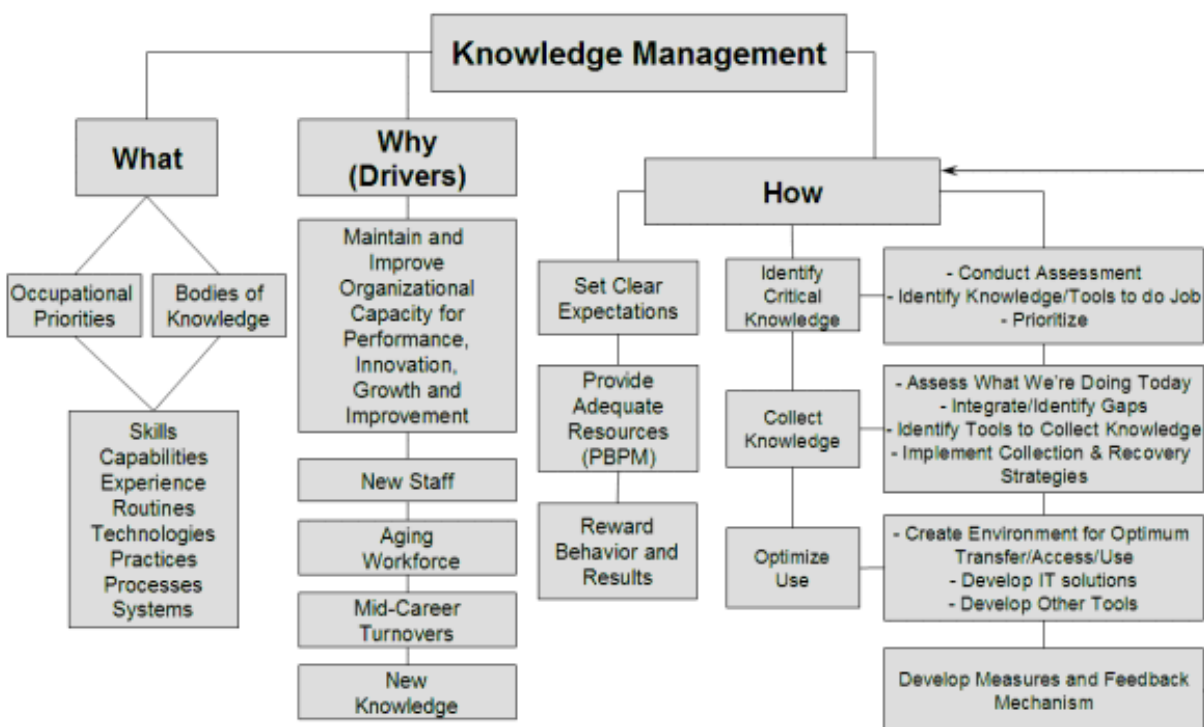 Knowledge Management
What
Occupational
Priorities
Bodies of
Knowledge
Skills
Capabilities
Experience
Routines
Technologies
Practices
Processes
Systems
Why
(Drivers)
Maintain and
Improve
Organizational
Capacity for
Performance,
Innovation,
Growth and
Improvement
New Staff
Aging
Workforce
Mid-Career
Turnovers
New
Knowledge
How
Set Clear
Expectations
Provide
Adequate
Resources
(PBPM)
Reward
Behavior and
Results
Identify
Critical
Knowledge
Collect
Knowledge
Optimize
Use
- Conduct Assessment
- Identify Knowledge/Tools to do Job
- Prioritize
- Assess What We're Doing Today
- Integrate/Identify Gaps
- Identify Tools to Collect Knowledge
- Implement Collection & Recovery
Strategies
- Create Environment for Optimum
Transfer/Access/Use
- Develop IT solutions
- Develop Other Tools
Develop Measures and Feedback
Mechanism